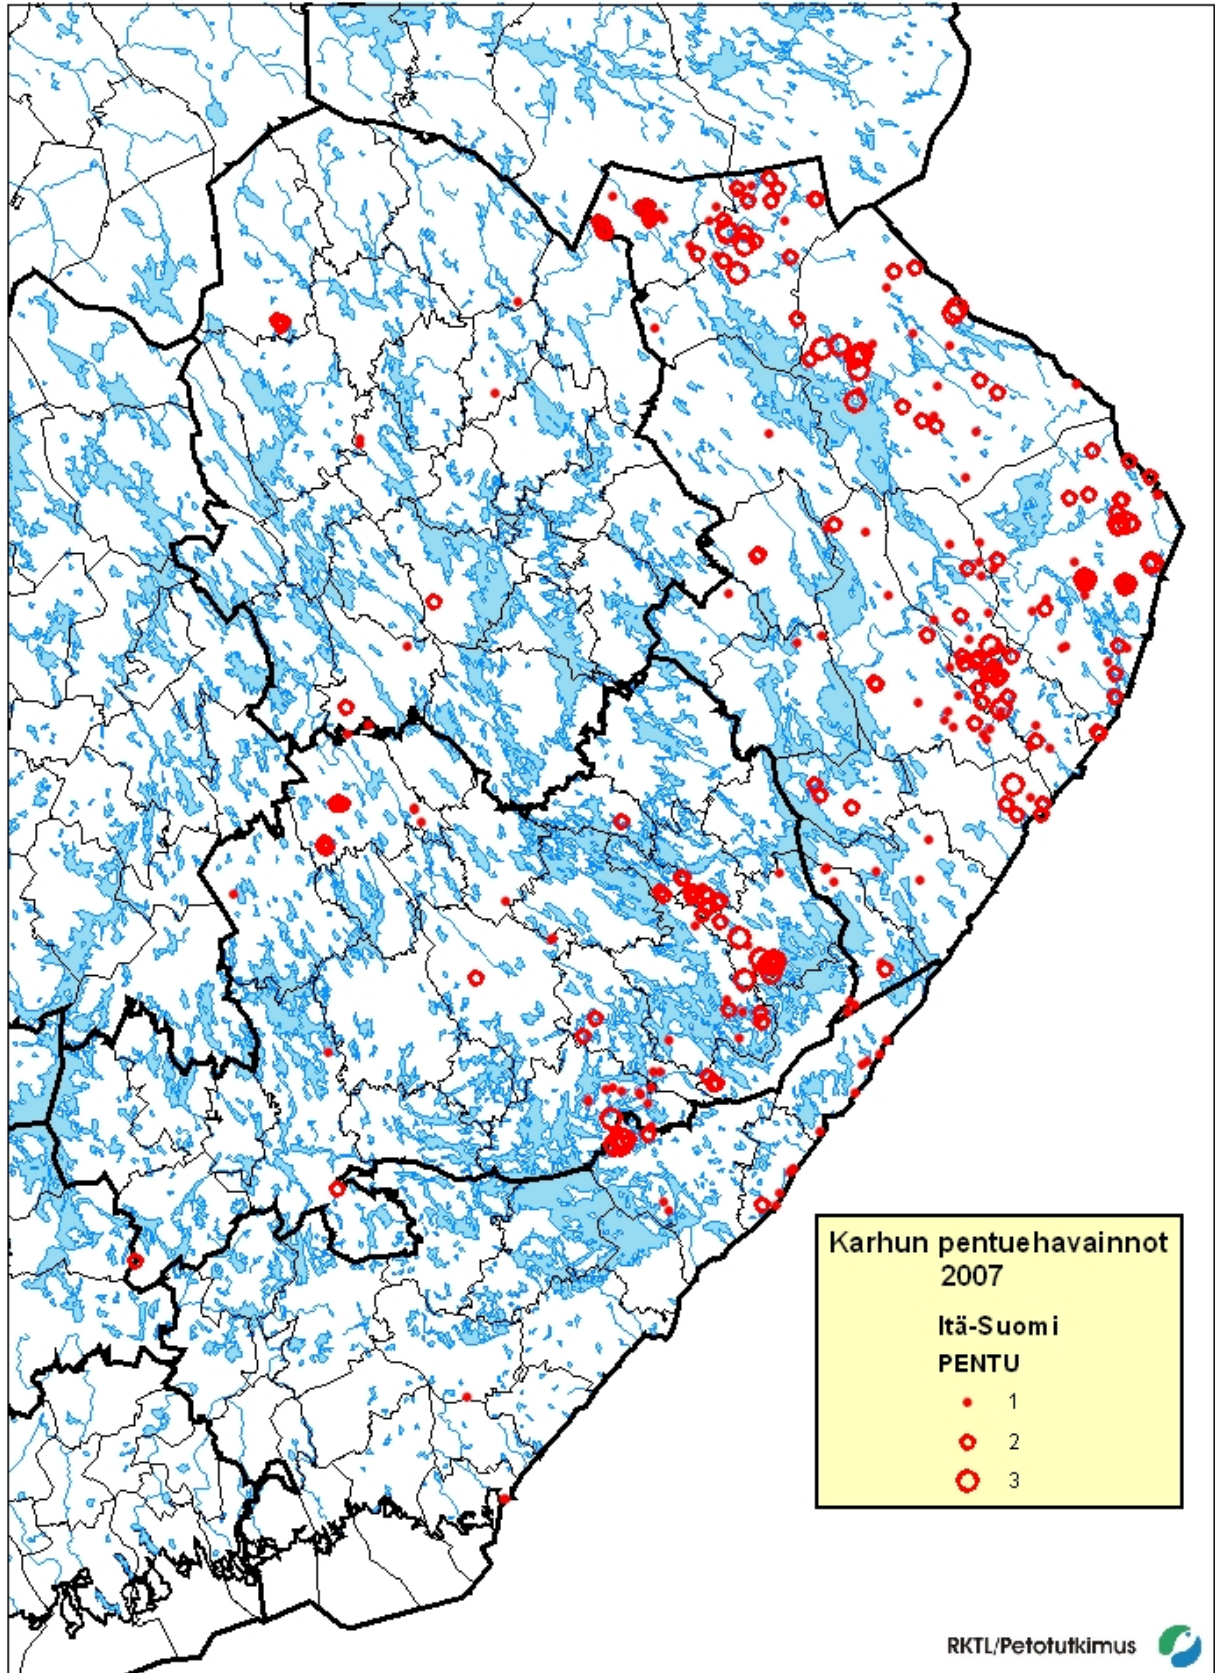 Karhun pentuehavainnot
2007
Itä-Suomi
PENTU
1
2
3
RKTL/Petotutkimus